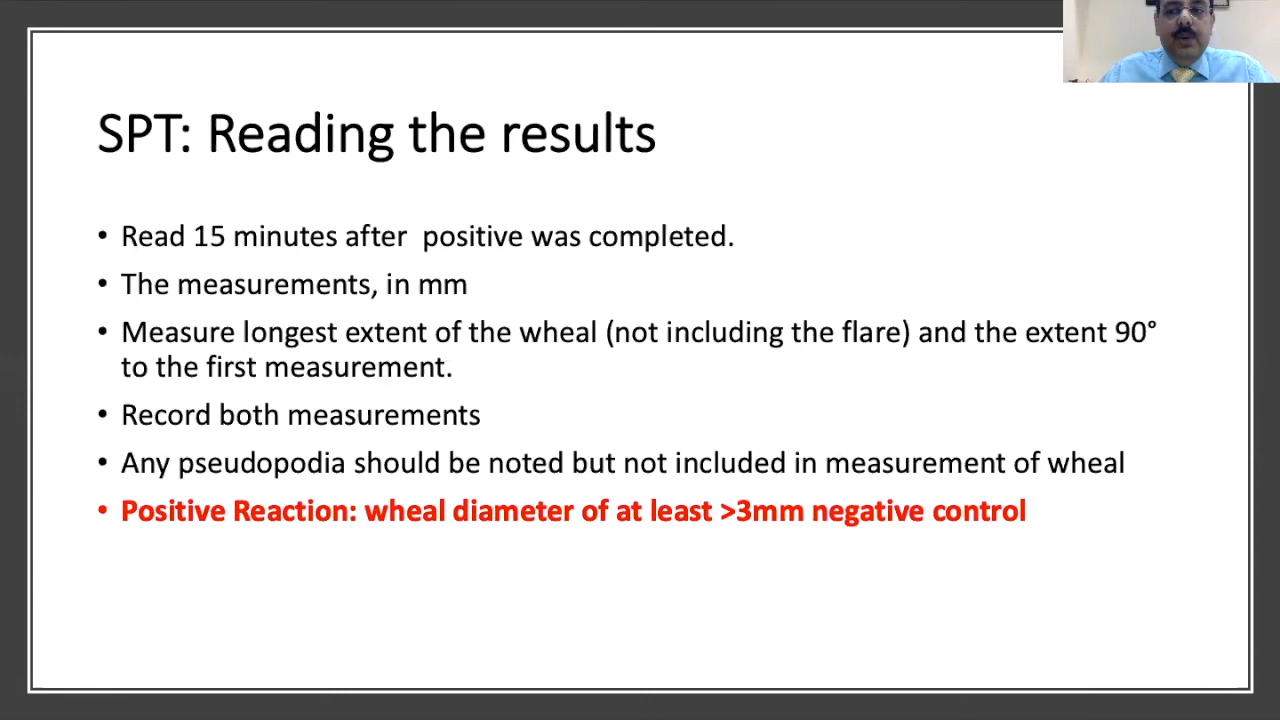 SPT: Reading the results
• Read 15 minutes after  positive was completed.
• The measurements, in mm
• Measure longest extent of the wheal (not including the flare) and the extent 90°
to the first measurement.
• Record both measurements
• Any pseudopodia should be noted but not included in measurement of wheal
• Positive Reaction: wheal diameter of at least >3mm negative control